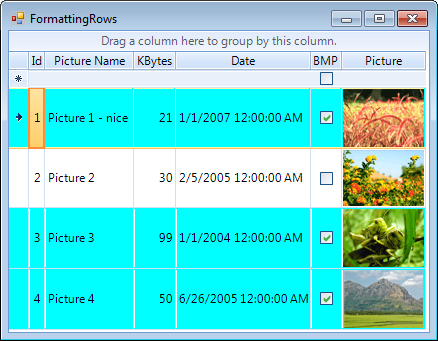 FormattingRows
Drag a column here to group by this column.
Id Picture Name KBytes Date BMP Picture
1 Picture 1 - nice 21 1/1/2007 12:00:00 AM
2 Picture 2 30 2/5/2005 12:00:00 AM
3 Picture 3 99 1/1/2004 12:00:00 AM
4 Picture 4 50 6/26/2005 12:00:00 AM